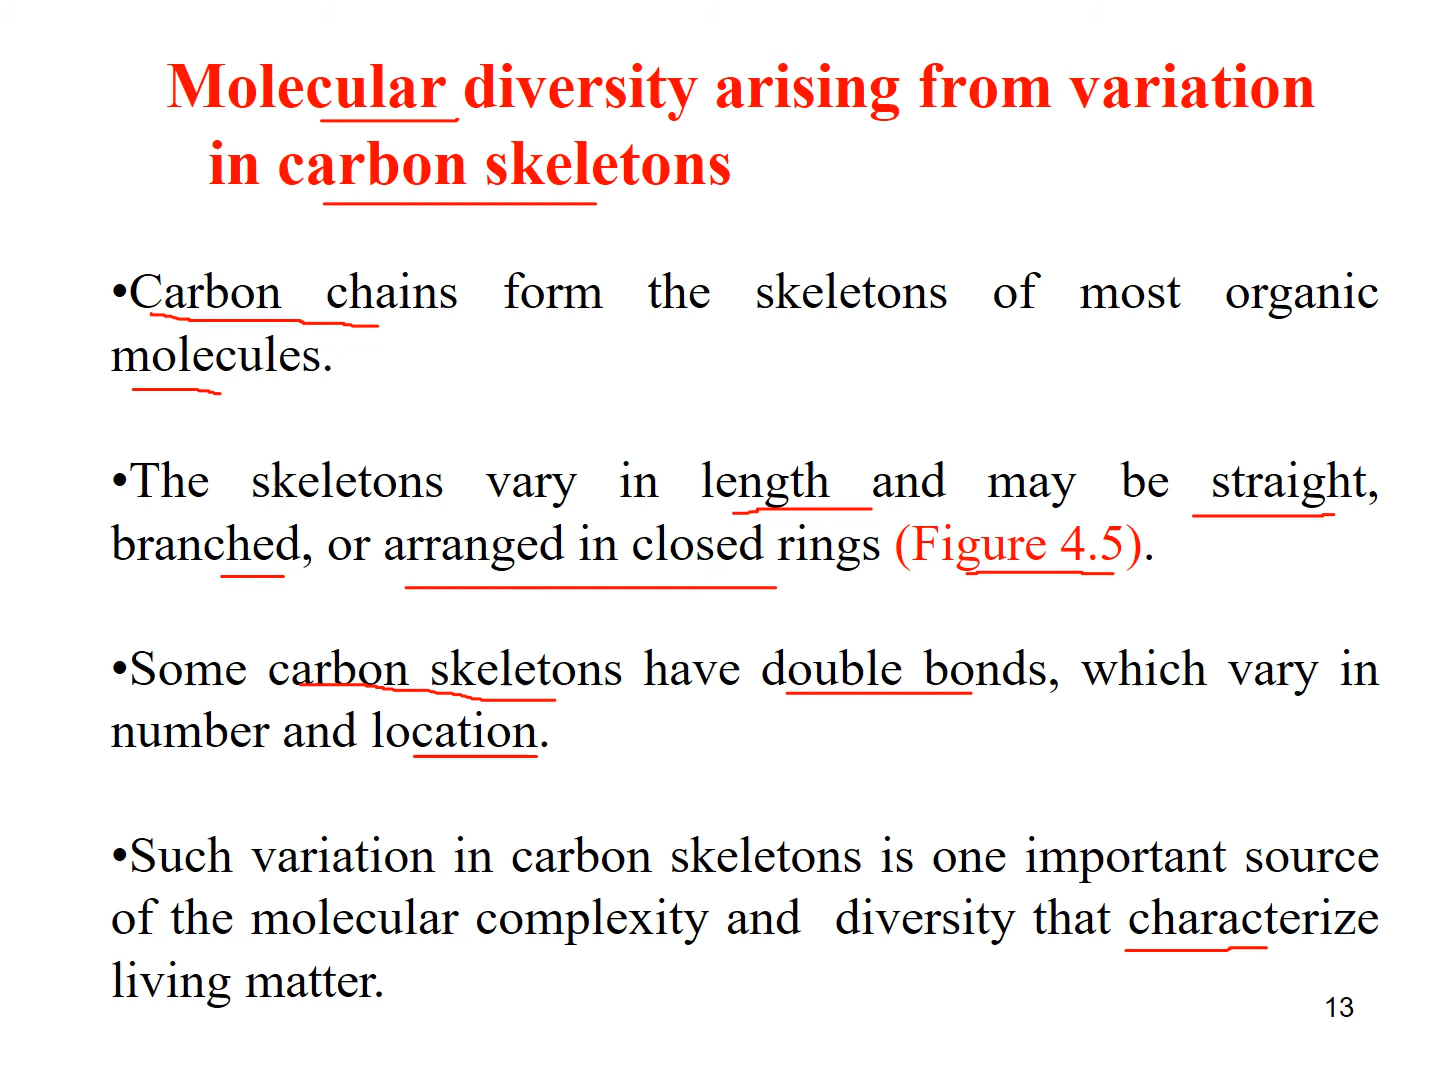 Molecular diversity arising from variation
in carbon skeletons
•Carbon chains form the skeletons of most organic
molecules.
•The skeletons vary in length and may be straight,
branched, or arranged in closed rings (Figure 4.5).
•Some carbon skeletons have double bonds, which vary in
number and location.
•Such variation in carbon skeletons is one important source
of the molecular complexity and diversity that characterize
living matter.
13